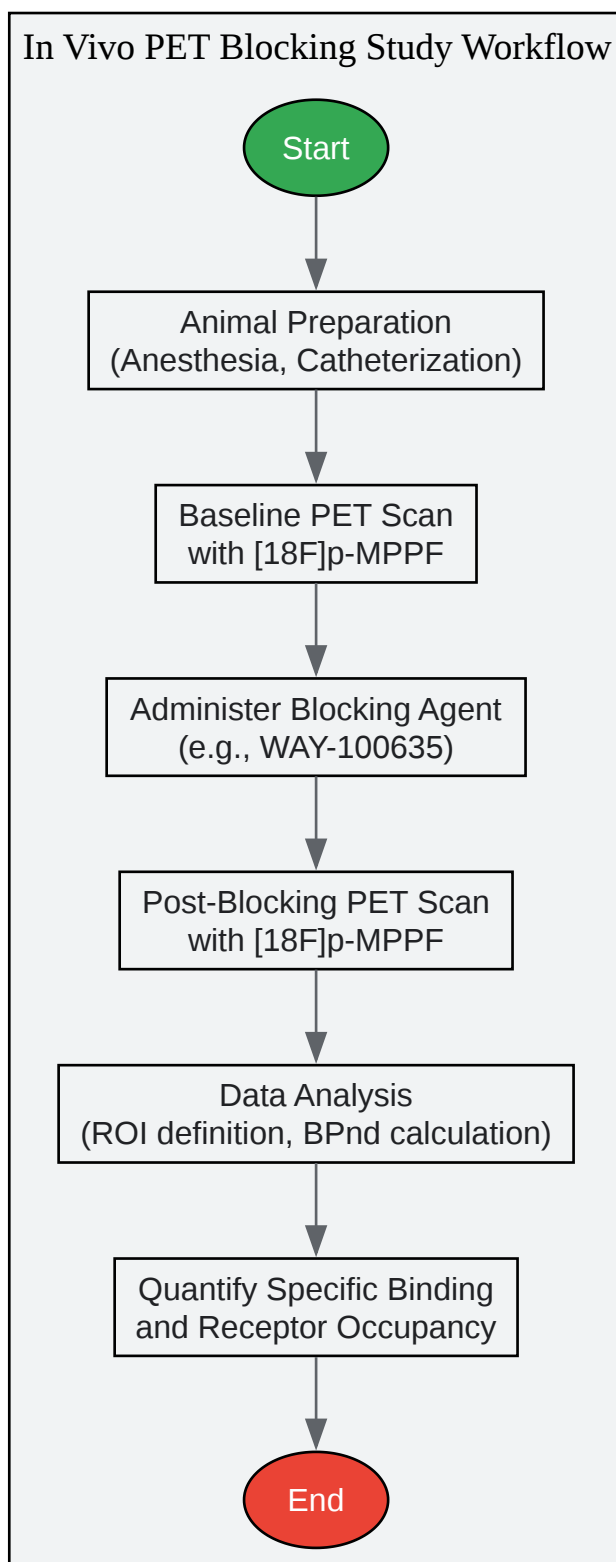 In Vivo PET Blocking Study Workflow
Start
Animal Preparation
(Anesthesia, Catheterization)
Baseline PET Scan
with [18F]p-MPPF
Administer Blocking Agent
(e.g., WAY-100635)
Post-Blocking PET Scan
with [18F]p-MPPF
Data Analysis
(ROI definition, BPnd calculation)
Quantify Specific Binding
and Receptor Occupancy
End